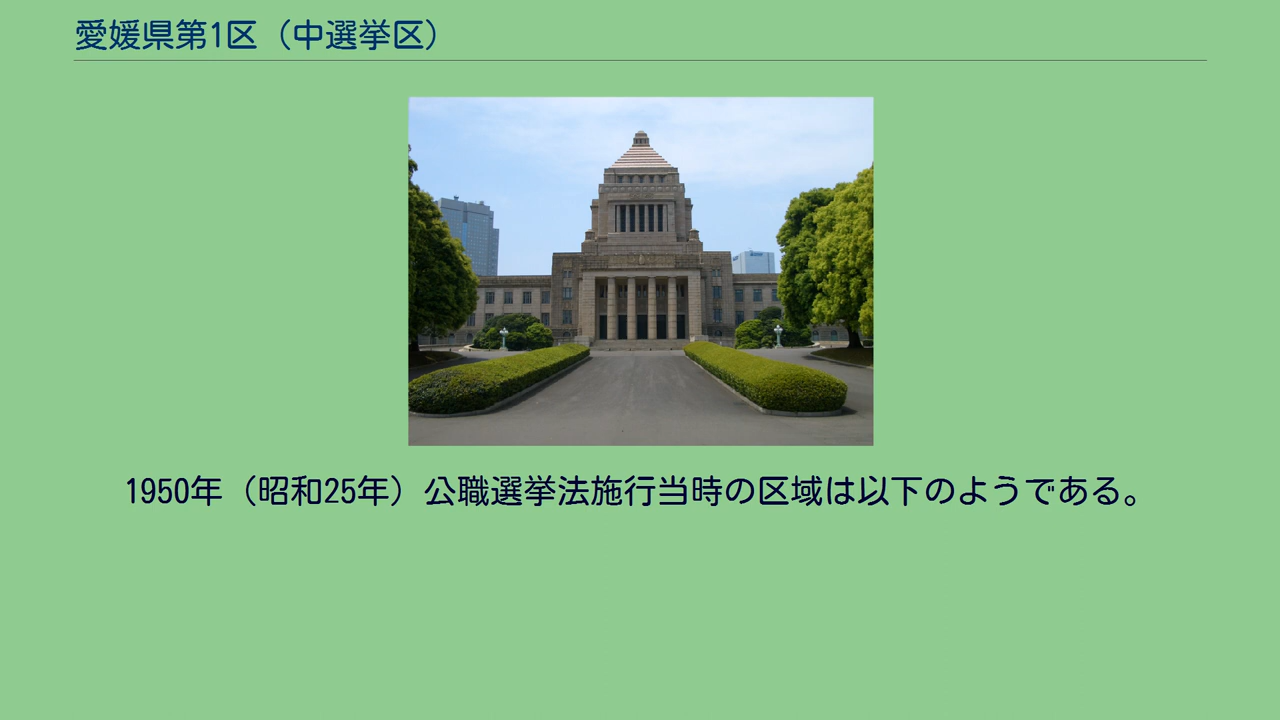 愛媛県第1区（中選挙区）
1950年（昭和25年）公職選挙法施行当時の区域は以下のようである。